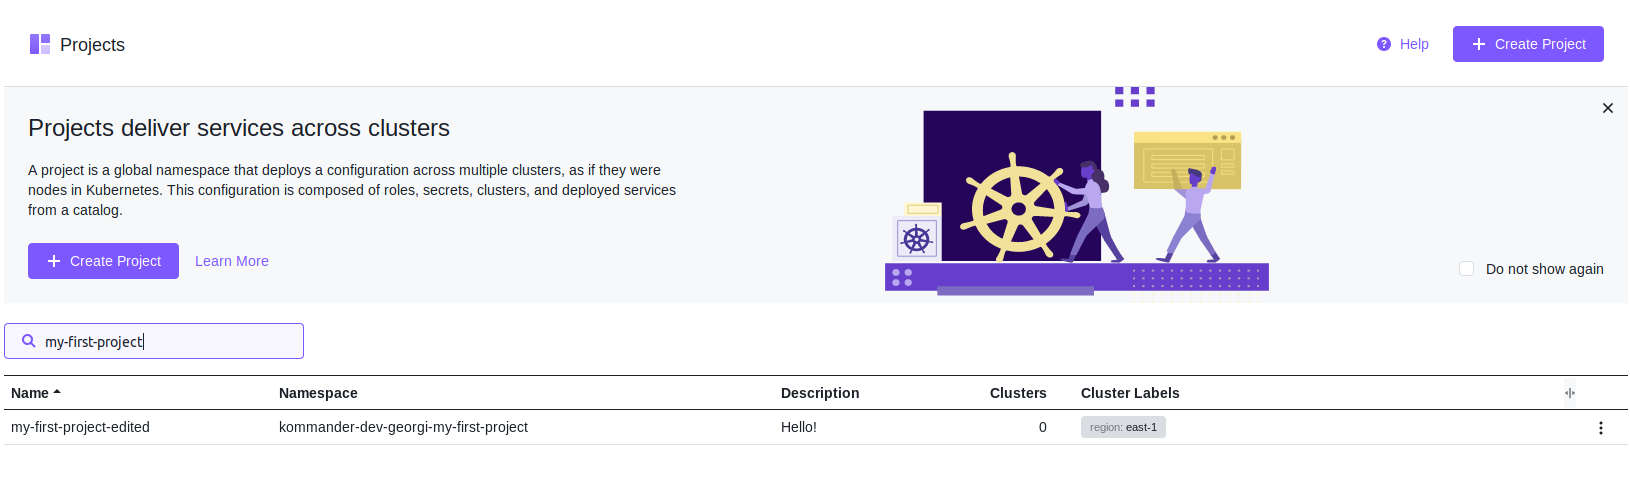 Projects
Help
Create Project
Projects deliver services across clusters
A project is a global namespace that deploys a configuration across multiple clusters, as if they were
nodes in Kubernetes. This configuration is composed of roles, secrets, clusters, and deployed services
from a catalog.
Create Project
Learn More
Do not show again
my-first-project
Name Namespace Description Clusters Cluster Labels
my-first-project-edited kommander-dev-georgi-my-first-project Hello! 0 region: east-1